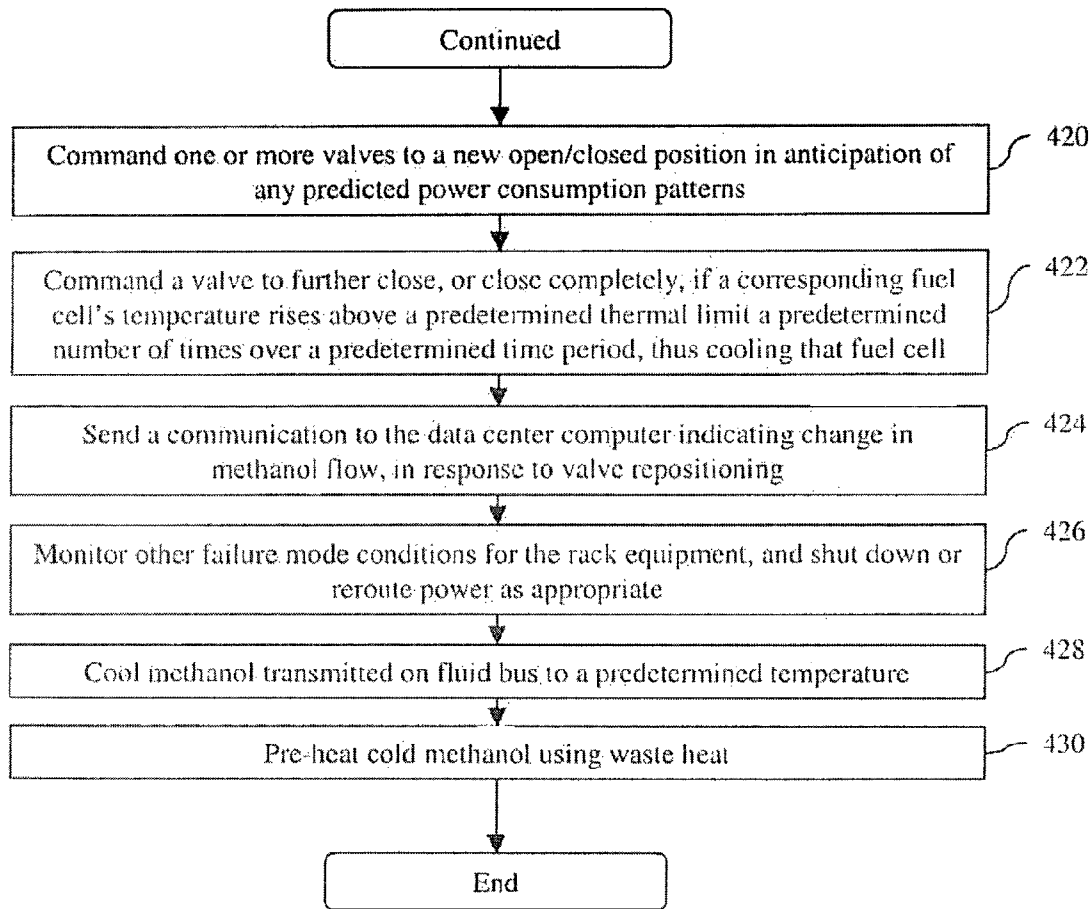 Continued
Command one or more valves to a new open/closed position in anticipation of
any predicted power consumption patterns
420
Command a valve to further close, or close completely, if a corresponding fuel
cell's temperature rises above a predetermined thermal limit a predetermined
number of times over a predetermined time period, thus cooling that fuel cell
422
Send a communication to the data center computer indicating change in
methanol flow, in response to valve repositioning
424
Monitor other failure mode conditions for the rack equipment, and shut down or
reroute power as appropriate
426
Cool methanol transmitted on fluid bus to a predetermined temperature
428
Pre-heat cold methanol using waste heat
430
End